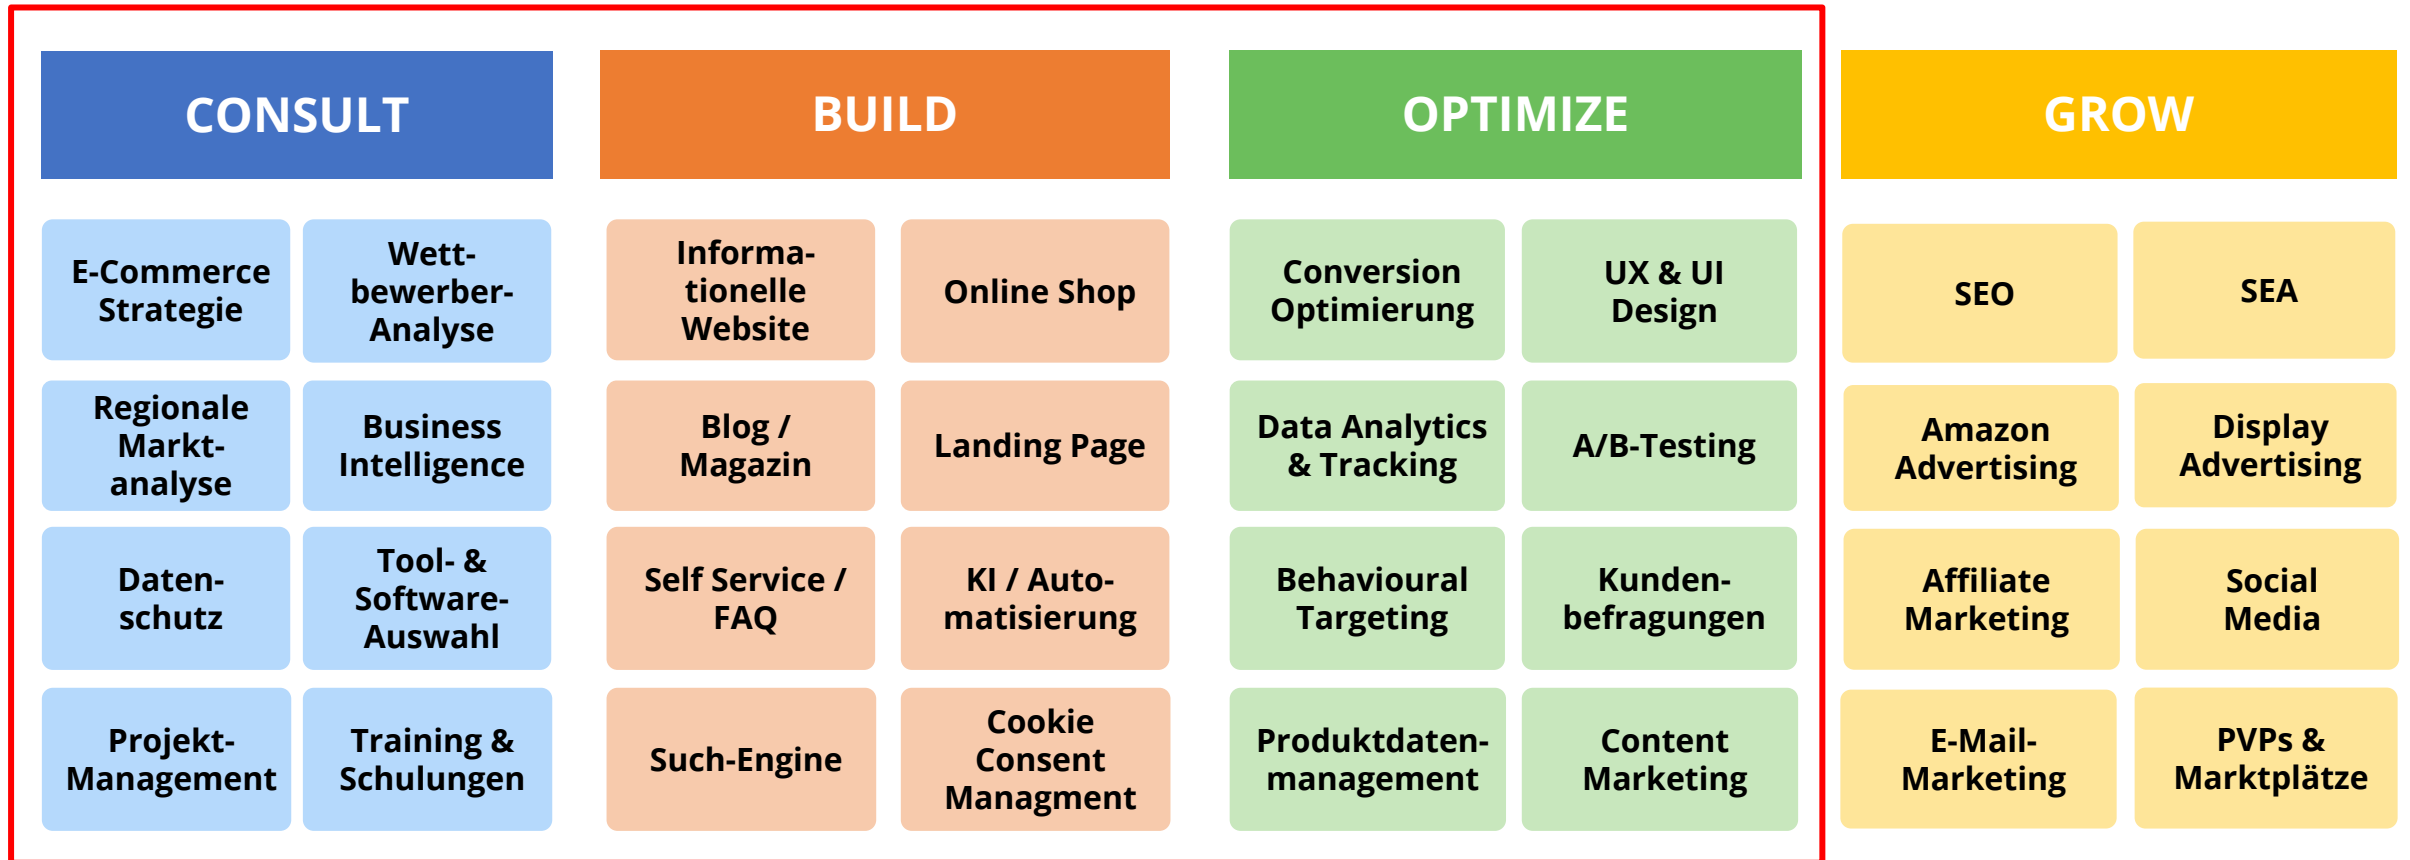 CONSULT
E-Commerce
Strategie
Wett-
bewerber-
Analyse
Regionale
Markt-
analyse
Business
Intelligence
Daten-
schutz
Tool- &
Software-
Auswahl
Projekt-
Management
Training &
Schulungen
BUILD
Informa-
tionelle
Website
Online Shop
Blog /
Magazin
Landing Page
Self Service /
FAQ
KI / Auto-
matisierung
Such-Engine
Cookie
Consent
Managment
OPTIMIZE
Conversion
Optimierung
UX & UI
Design
Data Analytics
& Tracking
A/B-Testing
Behavioural
Targeting
Kunden-
befragungen
Produktdaten-
management
Content
Marketing
GROW
SEO
SEA
Amazon
Advertising
Display
Advertising
Affiliate
Marketing
Social
Media
E-Mail-
Marketing
PVPs &
Marktplätze